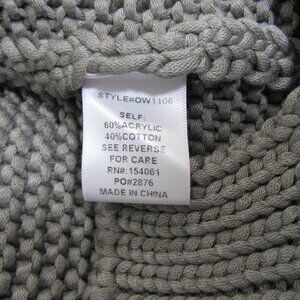 STYLE#DW1106
SELF:
60%ACRYLIC
40%COTTON
SEE REVERSE
FOR CARE
RN#:154061
PO#2876
MADE IN CHINA